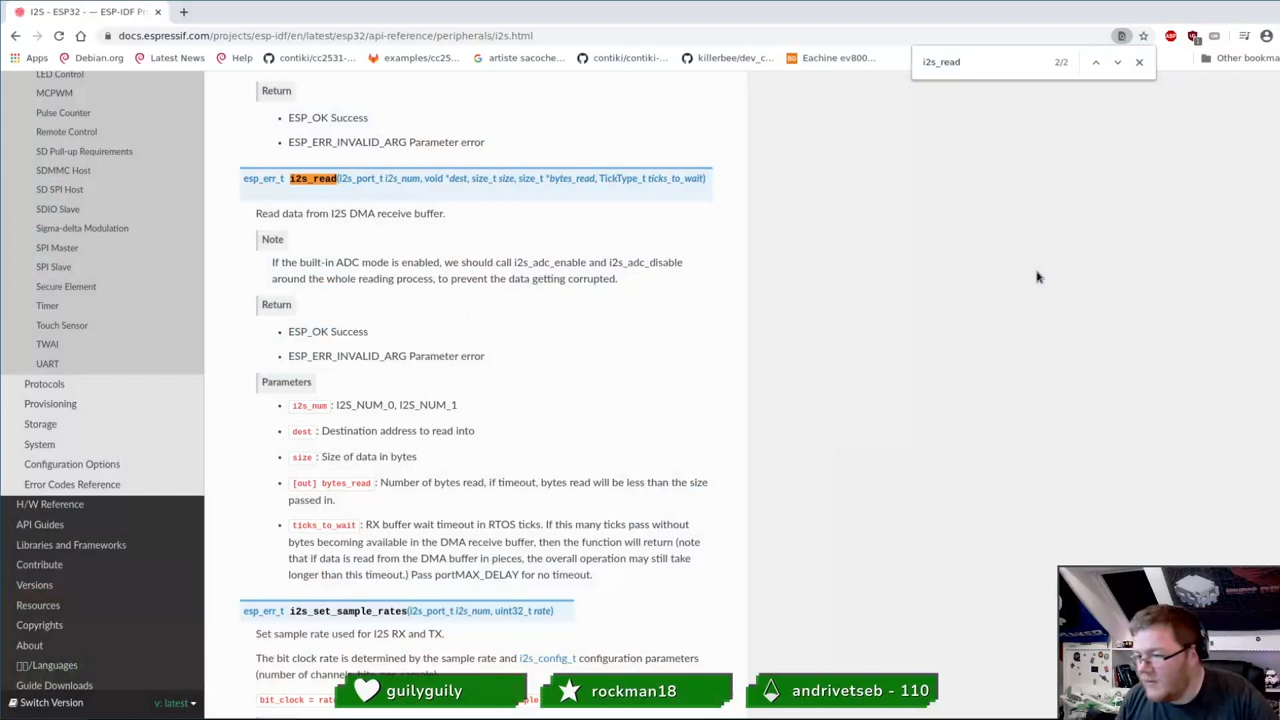 I2S - ESP32 - — ESP-IDF Pr
docs.espressif.com/projects/esp-idf/en/latest/esp32/api-reference/peripherals/i2s.html
Apps
Debian.org
Latest News
Help
contiki/cc2531-...
examples/cc25...
artiste sacoche...
contiki/cc2530-...
killerbee/dev_c...
Eachine ev800...
Other bookm
i2s_read
2/2
LED Control
MCPWM
Pulse Counter
Remote Control
SD Pull-up Requirements
SDMMC Host
SD SPI Host
SDIO Slave
Sigma-delta Modulation
SPI Master
SPI Slave
Secure Element
Timer
Touch Sensor
TWAI
UART
Protocols
Provisioning
Storage
System
Configuration Options
Error Codes Reference
H/W Reference
API Guides
Libraries and Frameworks
Contribute
Versions
Resources
Copyrights
About
/Languages
Guide Downloads
Switch Version
v: latest
Return
ESP_OK Success
ESP_ERR_INVALID_ARG Parameter error
esp_err_t i2s_read(i2s_port_t i2s_num, void *dest, size_t size, size_t *bytes_read, TickType_t ticks_to_wait)
Read data from I2S DMA receive buffer.
Note
If the built-in ADC mode is enabled, we should call i2s_adc_enable and i2s_adc_disable
around the whole reading process, to prevent the data getting corrupted.
Return
ESP_OK Success
ESP_ERR_INVALID_ARG Parameter error
Parameters
i2s_num : I2S_NUM_0, I2S_NUM_1
dest : Destination address to read into
size : Size of data in bytes
[out] bytes_read : Number of bytes read, if timeout, bytes read will be less than the size
passed in.
ticks_to_wait : RX buffer wait timeout in RTOS ticks. If this many ticks pass without
bytes becoming available in the DMA receive buffer, then the function will return (note
that if data is read from the DMA buffer in pieces, the overall operation may still take
longer than this timeout.) Pass portMAX_DELAY for no timeout.
esp_err_t i2s_set_sample_rates(i2s_port_t i2s_num, uint32_t rate)
Set sample rate used for I2S RX and TX.
The bit clock rate is determined by the sample rate and i2s_config_t configuration parameters
(number of channels,
bit_clock = rat
guilyguily
rockman18
andrivetseb - 110